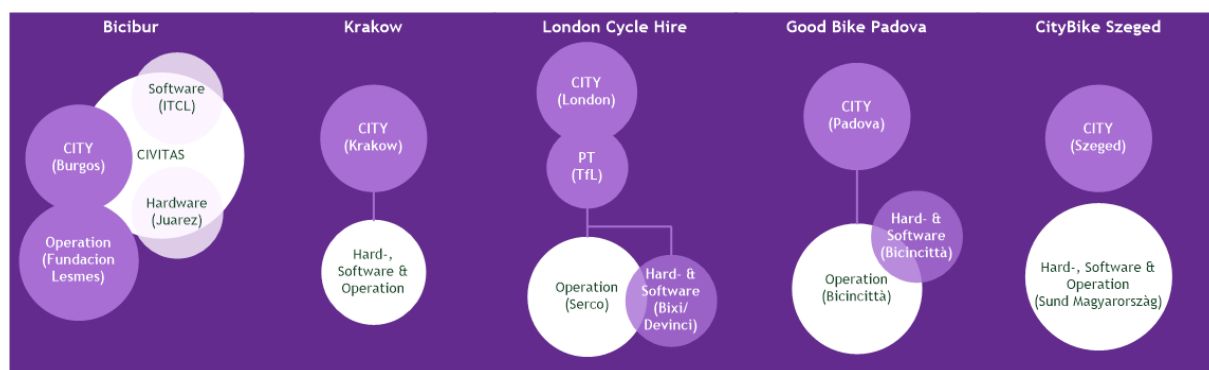 Bicibur
Software
(ITCL)
CITY
(Burgos)
CIVITAS
Hardware
(Juarez)
Operation
(Fundacion
Lesmes)
Krakow
CITY
(Krakow)
Hard-,
Software &
Operation
London Cycle Hire
CITY
(London)
PT
(TfL)
Operation
(Serco)
Hard- &
Software
(Bixi/
Devinci)
Good Bike Padova
CITY
(Padova)
Hard- &
Software
(Bicincittà)
Operation
(Bicincittà)
CityBike Szeged
CITY
(Szeged)
Hard-, Software &
Operation
(Sund Magyarorszàg)